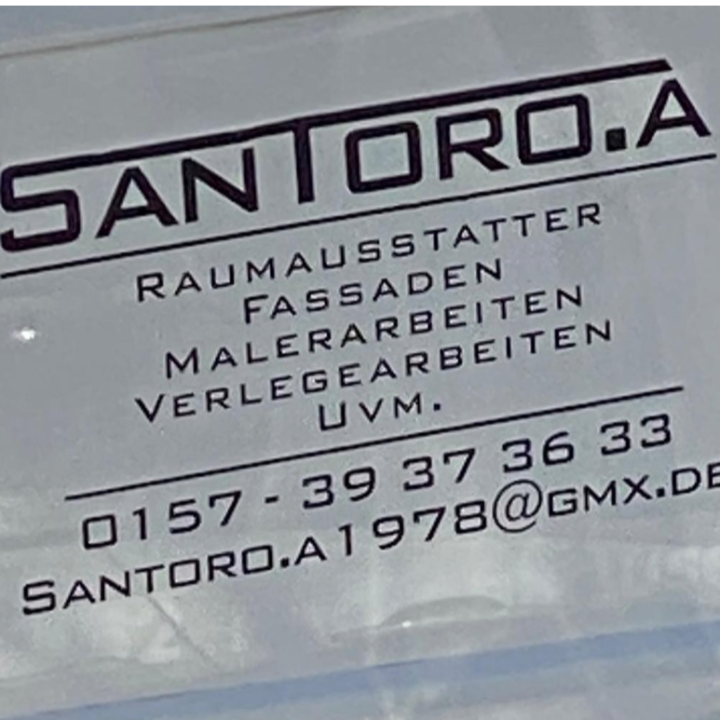 SANTORO.A
RAUMAUSSTATTER
FASSADEN
MALERARBEITEN
VERLEGEARBEITEN
UVM.
0157 - 39 37 36 33
SANTORO.A1978@GMX.DE